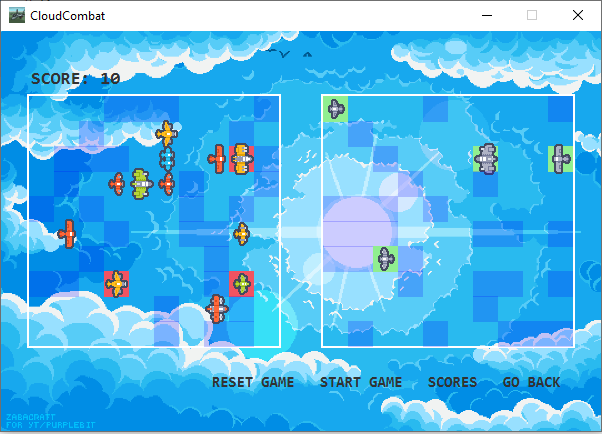 CloudCombat
SCORE: 10
RESET GAME START GAME SCORES GO BACK
ZABACMATT
FOR YT/PURPLEBIT